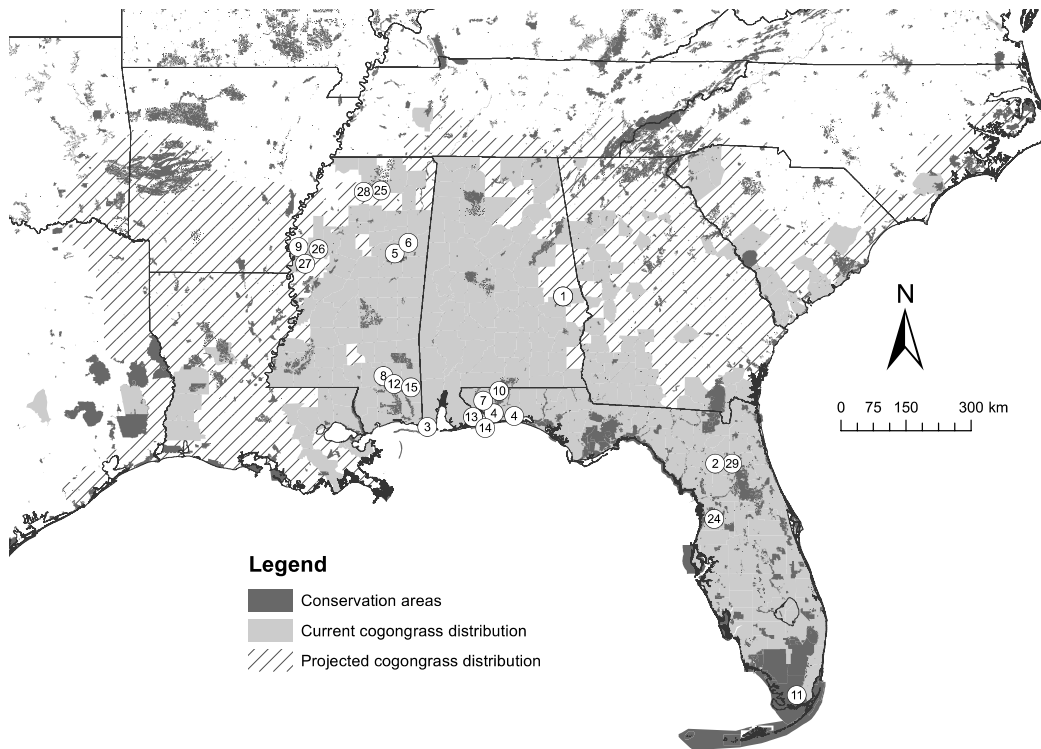 28 25
9 26 6
5
27
1
N
8
12 15
10
7
13 4 4
3 14
0 75 150 300 km
2 29
24
Legend
Conservation areas
Current cogongrass distribution
Projected cogongrass distribution
11